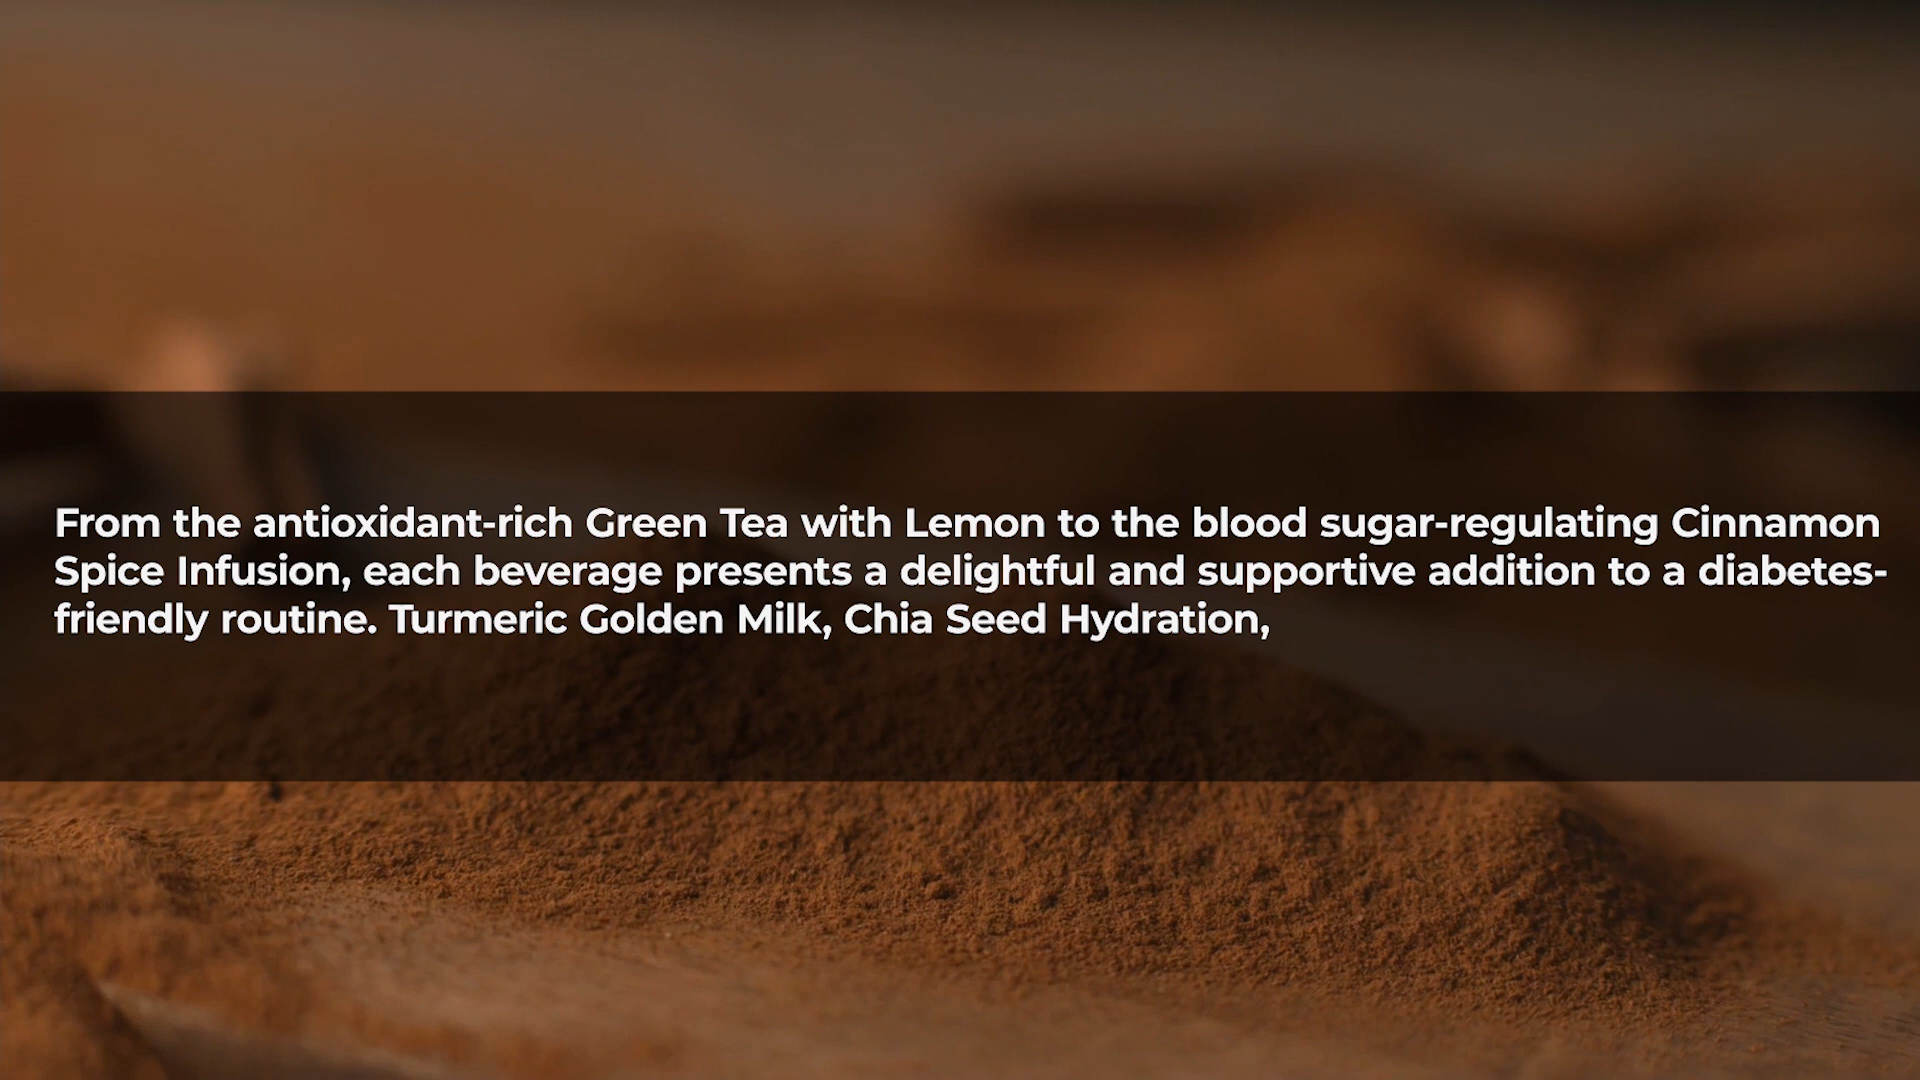 From the antioxidant-rich Green Tea with Lemon to the blood sugar-regulating Cinnamon
Spice Infusion, each beverage presents a delightful and supportive addition to a diabetes-
friendly routine. Turmeric Golden Milk, Chia Seed Hydration,